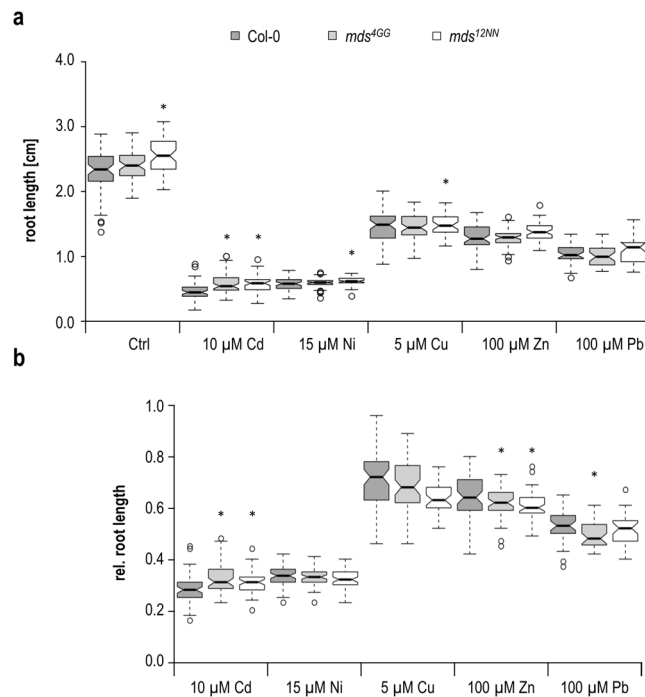 a
Col-0 mds4GG mds12NN
4.0
3.0
2.0
1.0
0.0
root length [cm]
* * * * *
Ctrl 10 µM Cd 15 µM Ni 5 µM Cu 100 µM Zn 100 µM Pb
b
1.0
0.8
0.6
0.4
0.2
0.0
rel. root length
* * * * *
10 µM Cd 15 µM Ni 5 µM Cu 100 µM Zn 100 µM Pb